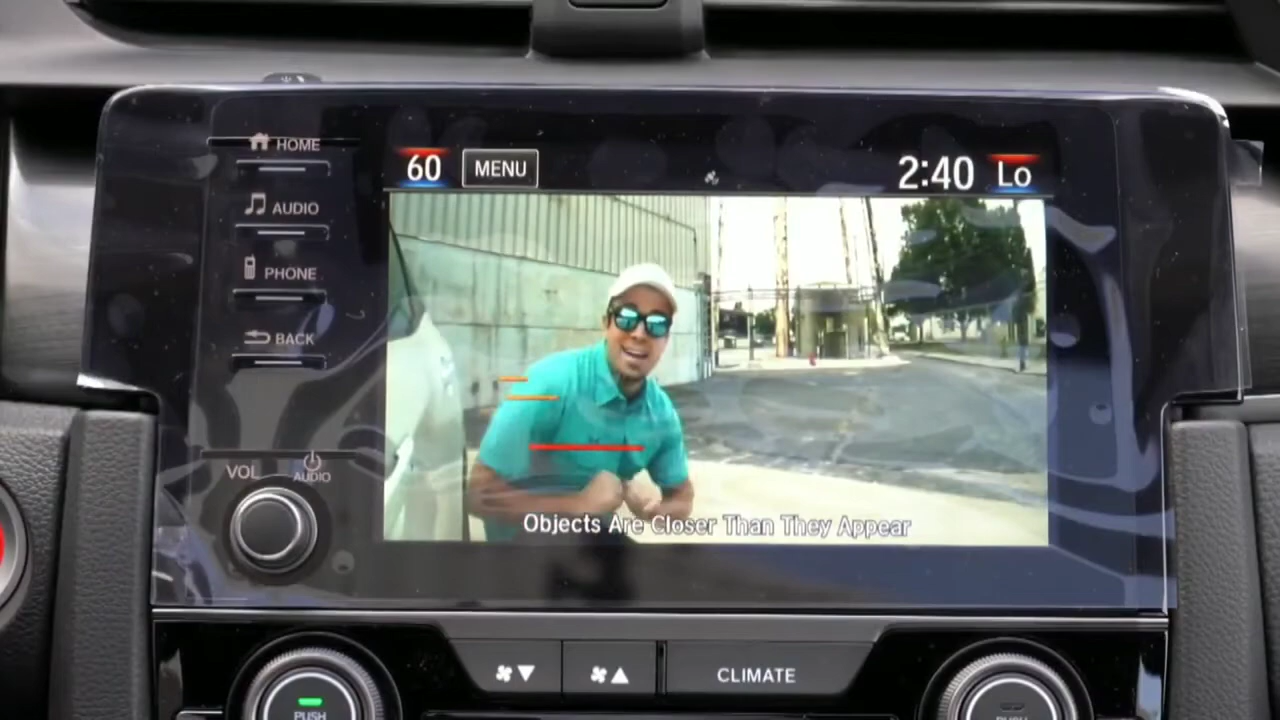 HOME
60 MENU 2:40 Lo
AUDIO
PHONE
BACK
VOL AUDIO
Objects Are Closer Than They Appear
CLIMATE
PUSH
PUSH